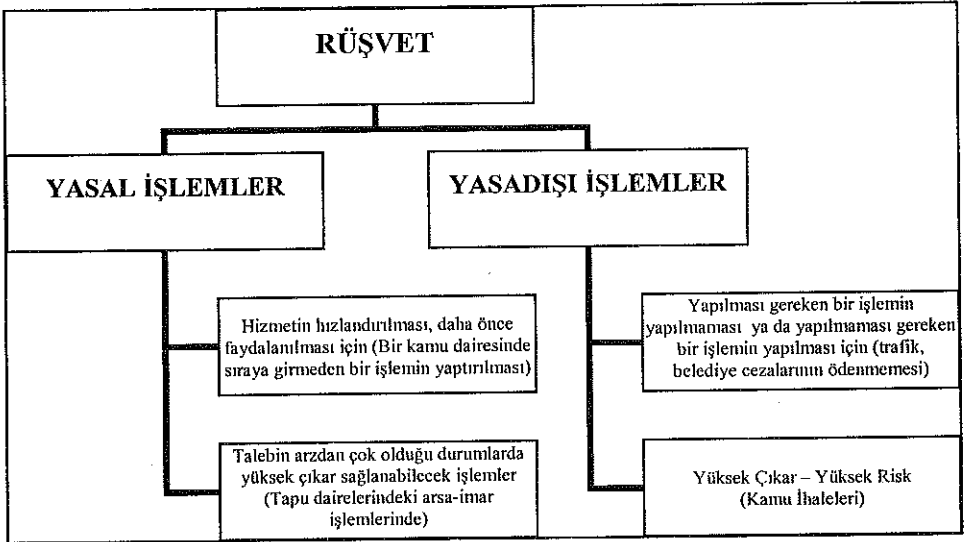 RÜŞVET
YASAL İŞLEMLER
YASADIŞI İŞLEMLER
Hizmetin hızlandırılması, daha önce
faydalanılması için (Bir kamu dairesinde
sıraya girmeden bir işlemin yaptırılması)
Yapılması gereken bir işlemin
yapılmaması ya da yapılmaması gereken
bir işlemin yapılması için (trafik,
belediye cezalarının ödenmemesi)
Talebin arzdan çok olduğu durumlarda
yüksek çıkar sağlanabilecek işlemler
(Tapu dairelerindeki arsa-imar
işlemlerinde)
Yüksek Çıkar – Yüksek Risk
(Kamu İhaleleri)